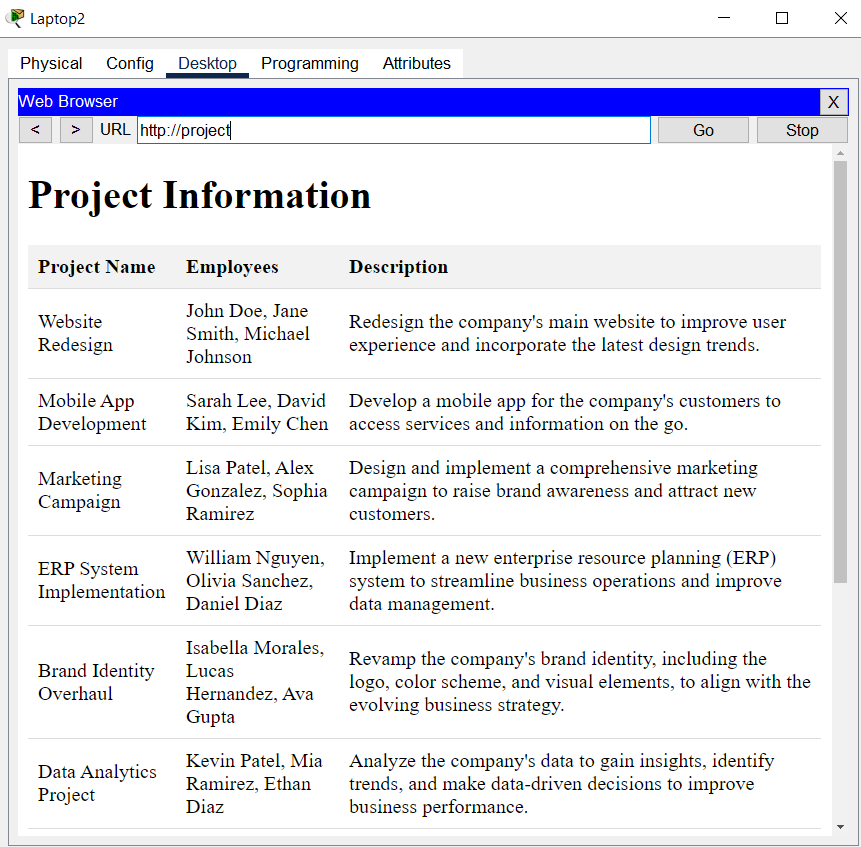 Laptop2
Physical Config Desktop Programming Attributes
Web Browser X
< > URL http://project Go Stop
Project Information
Project Name Employees Description
Website
Redesign
John Doe, Jane
Smith, Michael
Johnson
Redesign the company's main website to improve user
experience and incorporate the latest design trends.
Mobile App
Development
Sarah Lee, David
Kim, Emily Chen
Develop a mobile app for the company's customers to
access services and information on the go.
Marketing
Campaign
Lisa Patel, Alex
Gonzalez, Sophia
Ramirez
Design and implement a comprehensive marketing
campaign to raise brand awareness and attract new
customers.
ERP System
Implementation
William Nguyen,
Olivia Sanchez,
Daniel Diaz
Implement a new enterprise resource planning (ERP)
system to streamline business operations and improve
data management.
Brand Identity
Overhaul
Isabella Morales,
Lucas
Hernandez, Ava
Gupta
Revamp the company's brand identity, including the
logo, color scheme, and visual elements, to align with the
evolving business strategy.
Data Analytics
Project
Kevin Patel, Mia
Ramirez, Ethan
Diaz
Analyze the company's data to gain insights, identify
trends, and make data-driven decisions to improve
business performance.